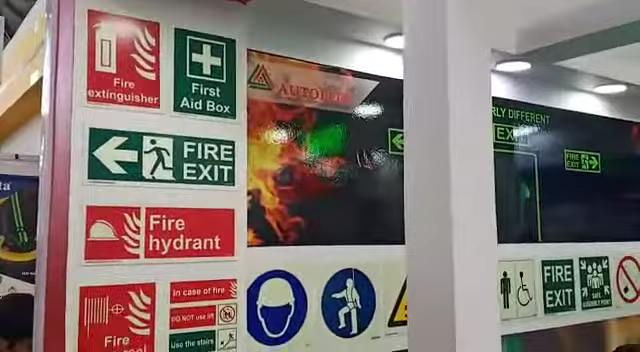 Fire
extinguisher
First
Aid Box
FIRE
EXIT
Fire
hydrant
In case of fire
DO NOT use lift
Use the stairs
Fire
RLY DIFFERENT
EXIT
FIRE
EXIT
FIRE
EXIT
SAFE
ASSEMBLY POINT